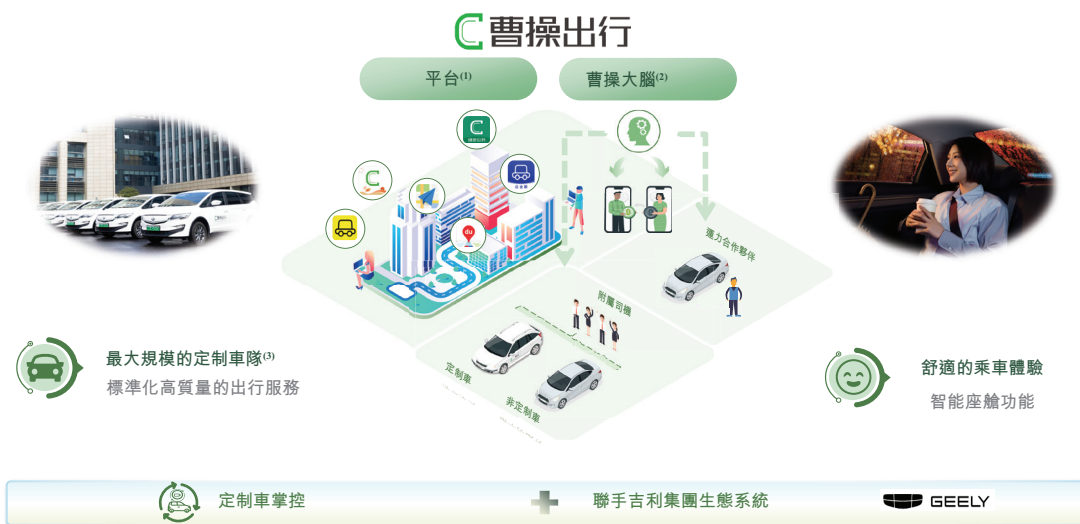 曹操出行
平台(1)
曹操大腦(2)
du
運力合作夥伴
附屬司機
定制車
非定制車
最大規模的定制車隊(3)
標準化高質量的出行服務
舒適的乘車體驗
智能座艙功能
定制車掌控
聯手吉利集團生態系統
GEELY